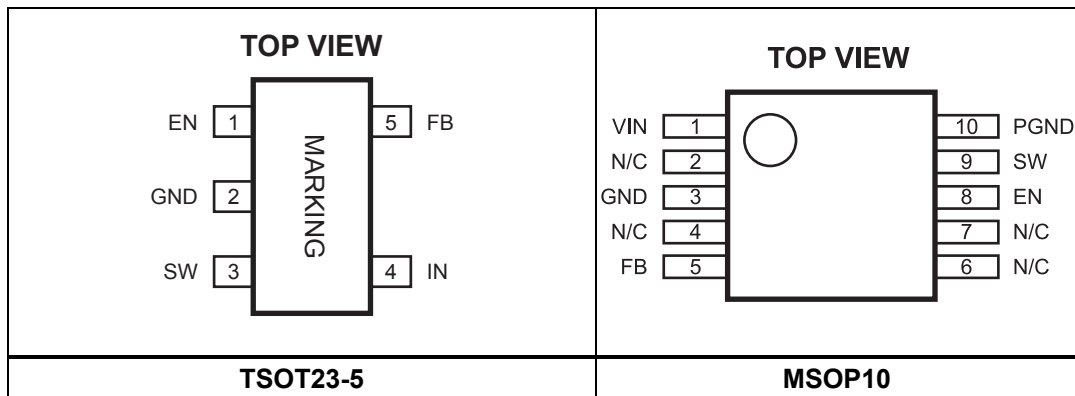 TOP VIEW
EN 1 5 FB
MARKING
GND 2
SW 3 4 IN
TSOT23-5
TOP VIEW
VIN 1 10 PGND
N/C 2 9 SW
GND 3 8 EN
N/C 4 7 N/C
FB 5 6 N/C
MSOP10